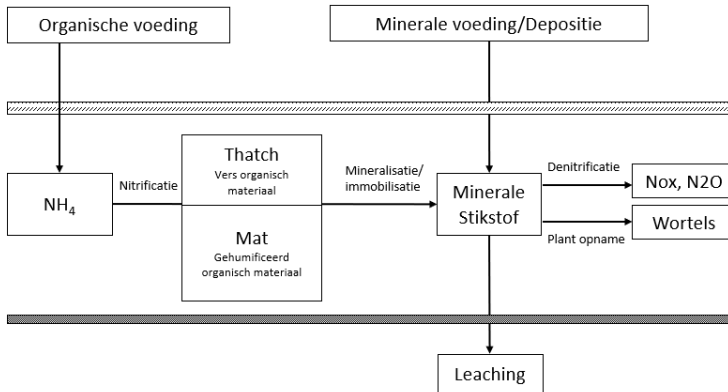 Organische voeding
Minerale voeding/Depositie
Thatch
Vers organisch
materiaal
Mineralisatie/
immobilisatie
Denitrificatie
Nitrificatie
NH₄
Minerale
Stikstof
Nox, N2O
Wortels
Plant opname
Mat
Gehumificeerd
organisch materiaal
Leaching